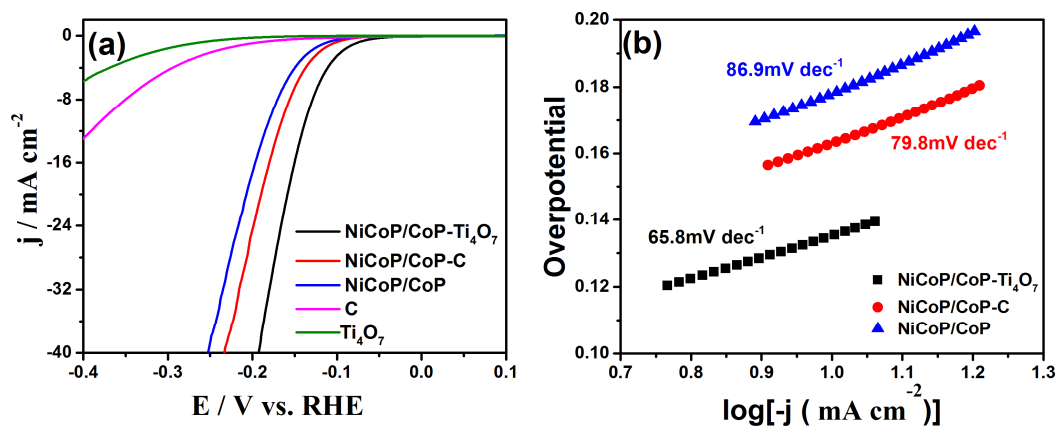 (a)
0
-8
-16
-24
-32
-40
j / mA cm⁻²
-0.4 -0.3 -0.2 -0.1 0.0 0.1
E / V vs. RHE
NiCoP/CoP-Ti₄O₇
NiCoP/CoP-C
NiCoP/CoP
C
Ti₄O₇
(b)
0.20
0.18
0.16
0.14
0.12
0.10
Overpotential
0.7 0.8 0.9 1.0 1.1 1.2 1.3
log[-j ( mA cm⁻²)]
86.9mV dec⁻¹
79.8mV dec⁻¹
65.8mV dec⁻¹
NiCoP/CoP-Ti₄O₇
NiCoP/CoP-C
NiCoP/CoP